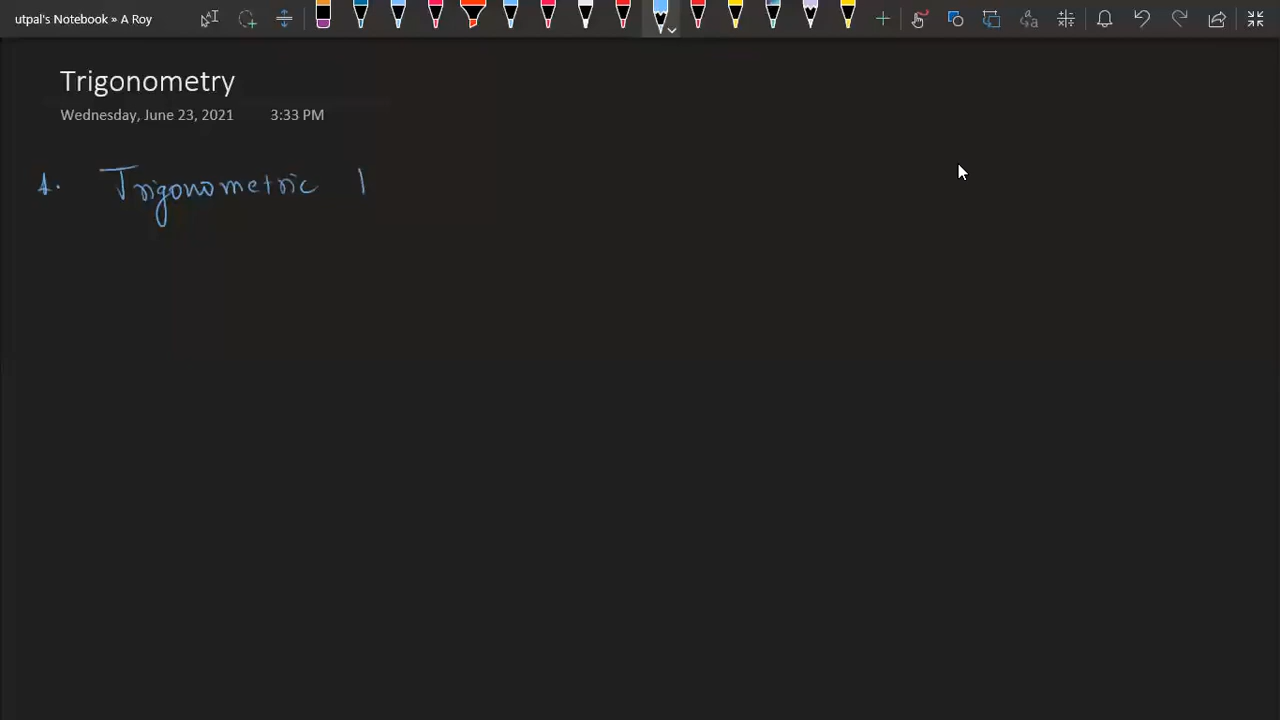 utpal's Notebook » A Roy
Trigonometry
Wednesday, June 23, 2021 3:33 PM
1. Trigonometric